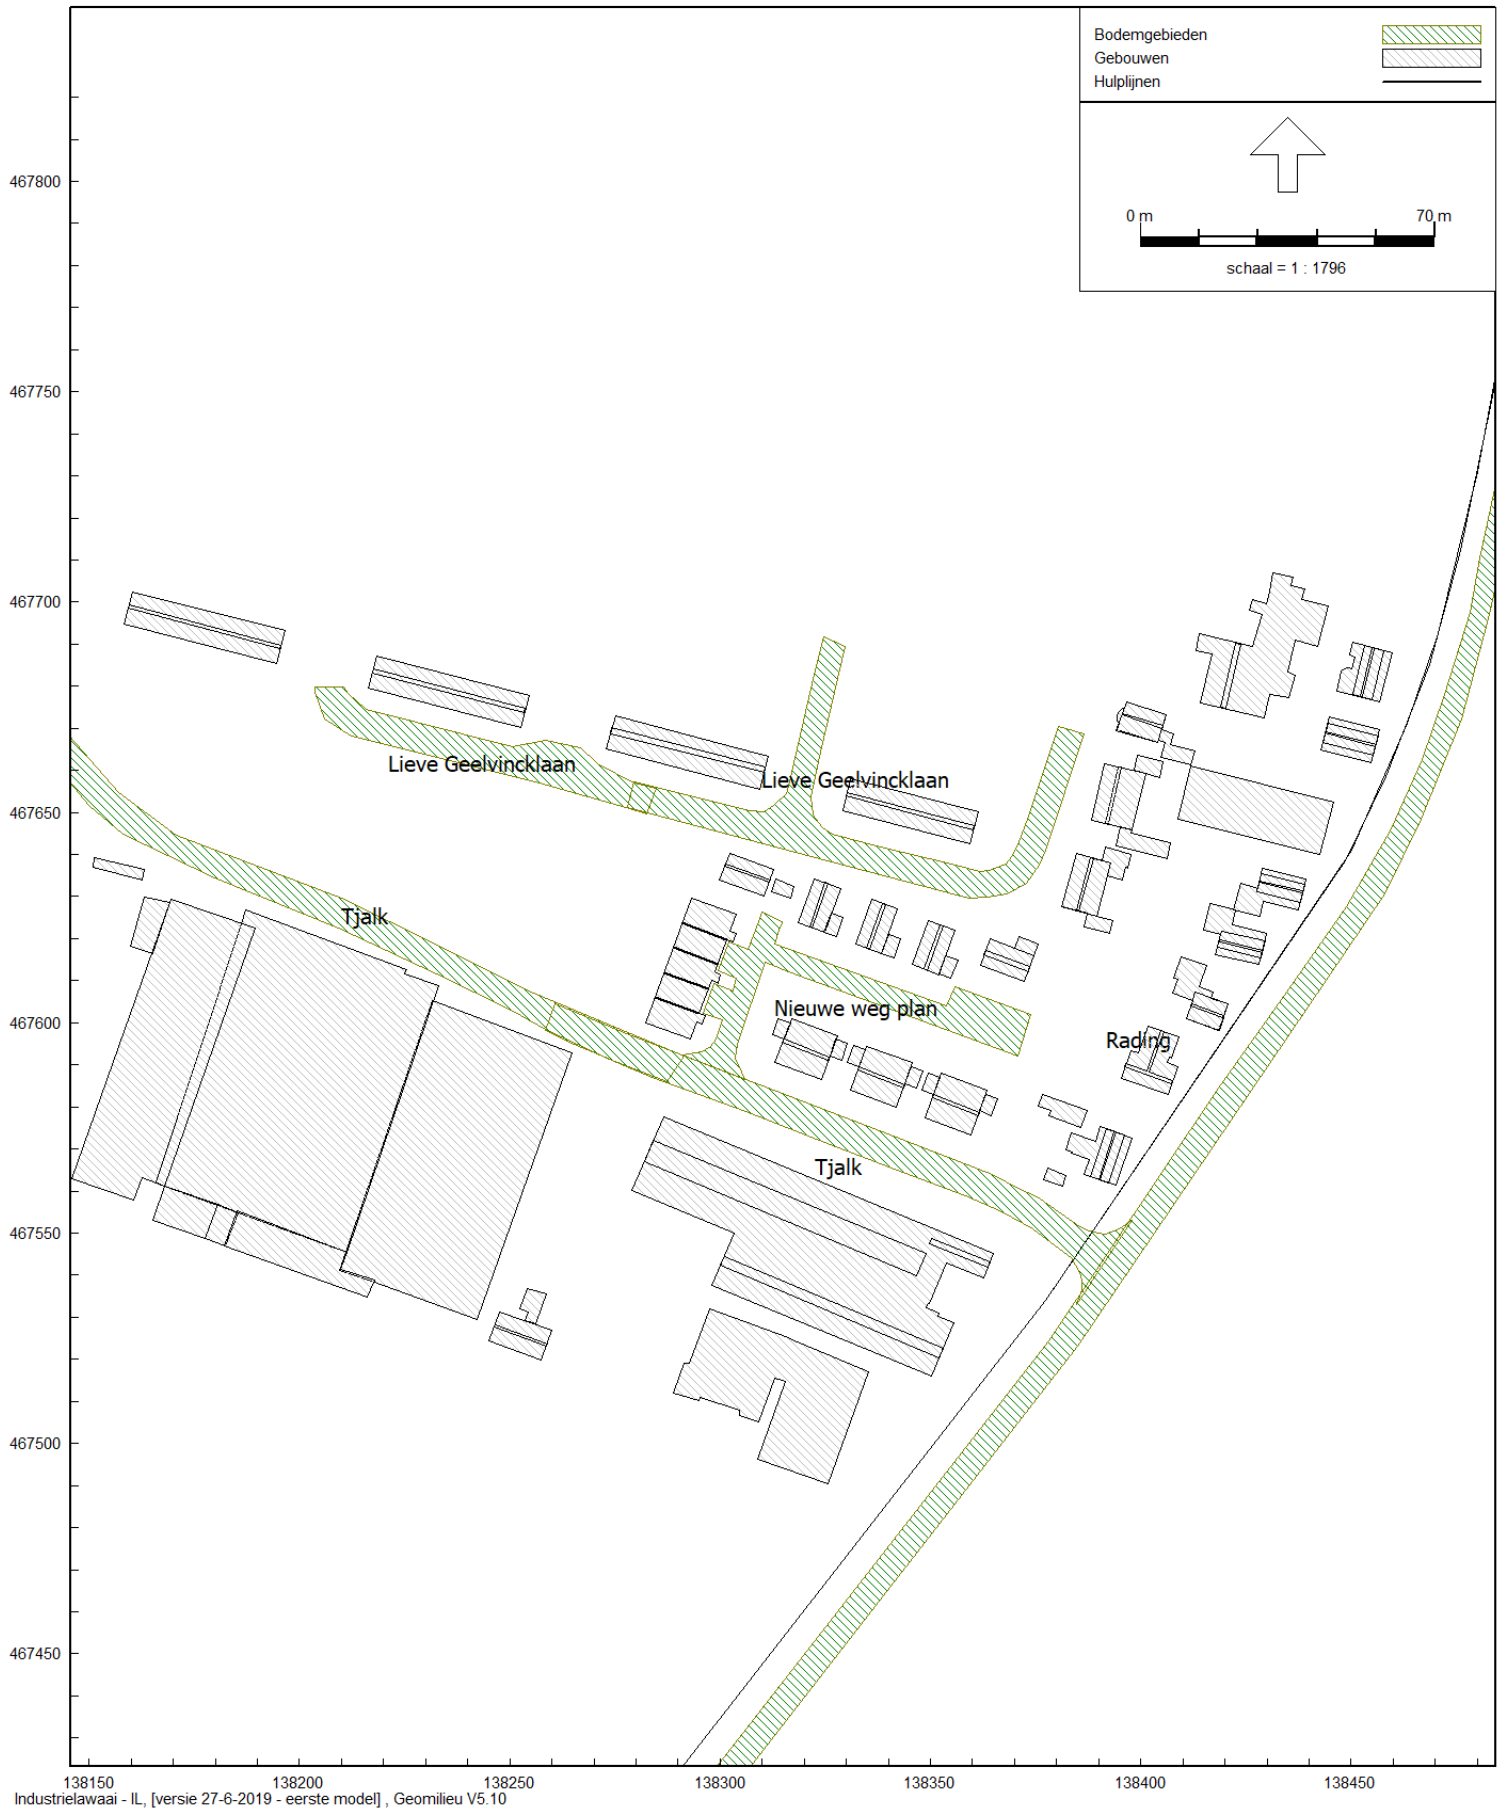 Bodemgebieden
Gebouwen
Hulplijnen
0 m 70 m
schaal = 1 : 1796
467800
467750
467700
467650
467600
467550
467500
467450
Lieve Geelvincklaan
Lieve Geelvincklaan
Tjalk
Nieuwe weg plan
Rading
Tjalk
138150 138200 138250 138300 138350 138400 138450
Industrielawaai - IL, [versie 27-6-2019 - eerste model] , Geomilieu V5.10